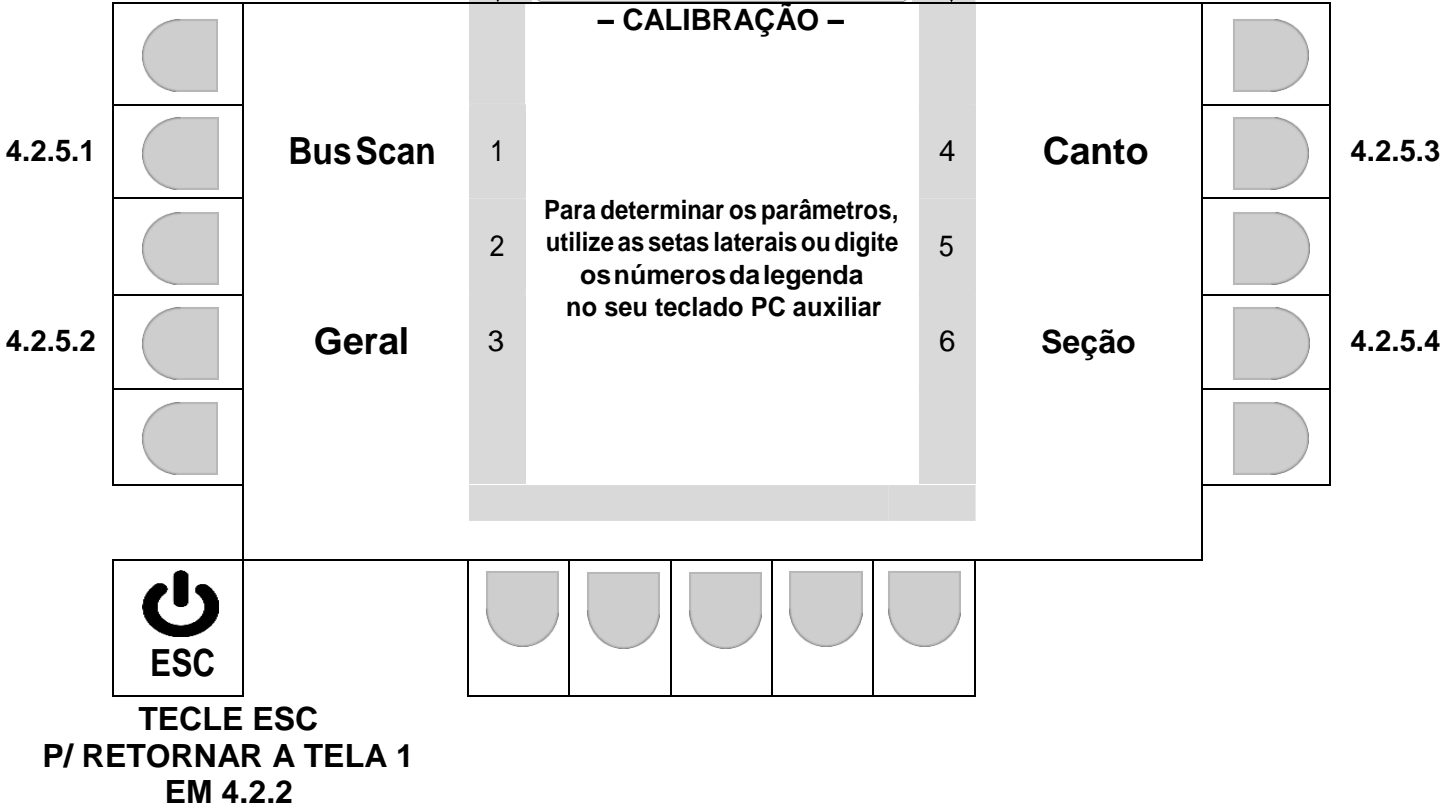 – CALIBRAÇÃO –
4.2.5.1 Bus Scan 1 4 Canto 4.2.5.3
Para determinar os parâmetros,
2 utilize as setas laterais ou digite 5
os números da legenda
no seu teclado PC auxiliar
4.2.5.2 Geral 3 6 Seção 4.2.5.4
ESC
TECLE ESC
P/ RETORNAR A TELA 1
EM 4.2.2